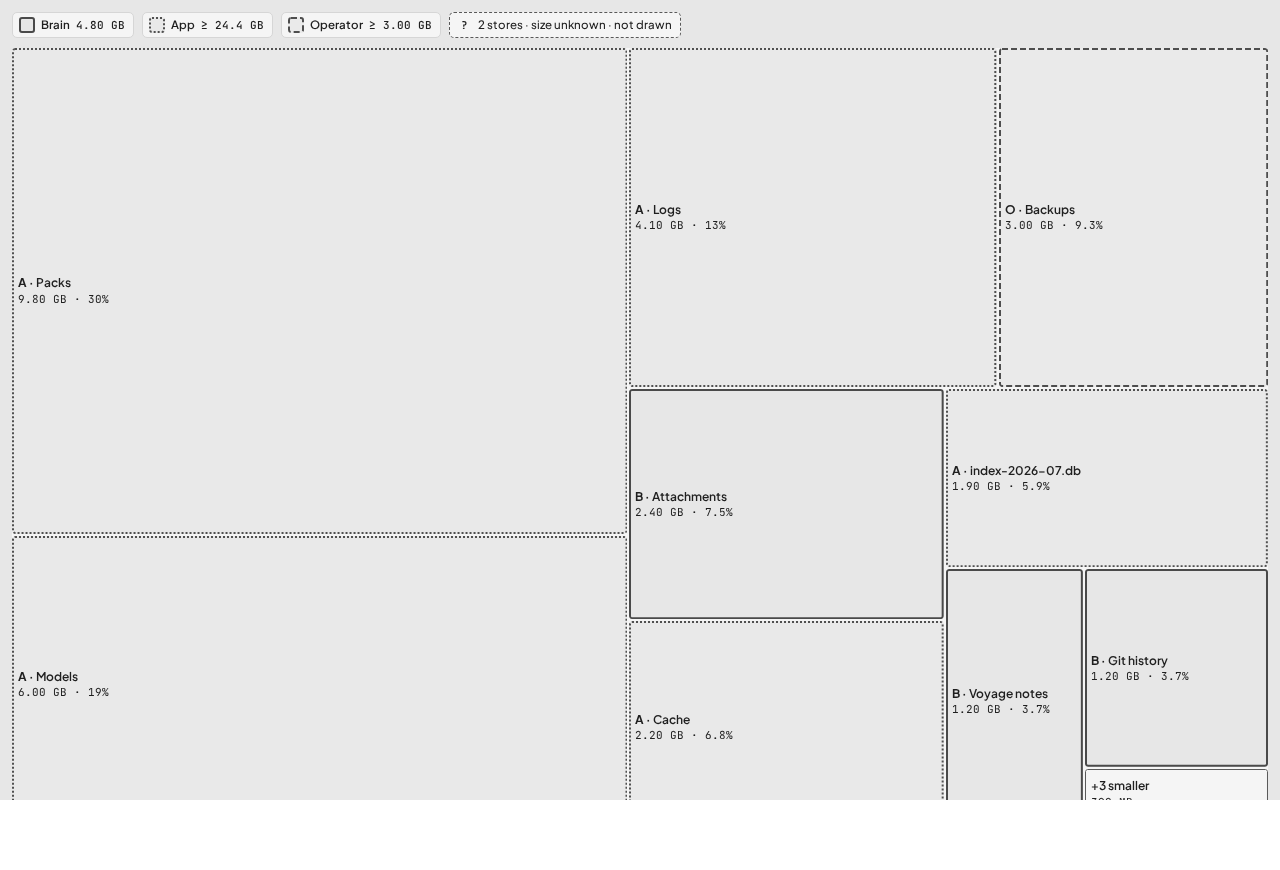 Brain 4.80 GB
App ≥ 24.4 GB
Operator ≥ 3.00 GB
? 2 stores · size unknown · not drawn
A · Packs
9.80 GB · 30%
A · Logs
4.10 GB · 13%
O · Backups
3.00 GB · 9.3%
B · Attachments
2.40 GB · 7.5%
A · index-2026-07.db
1.90 GB · 5.9%
A · Models
6.00 GB · 19%
A · Cache
2.20 GB · 6.8%
B · Voyage notes
1.20 GB · 3.7%
B · Git history
1.20 GB · 3.7%
+3 smaller